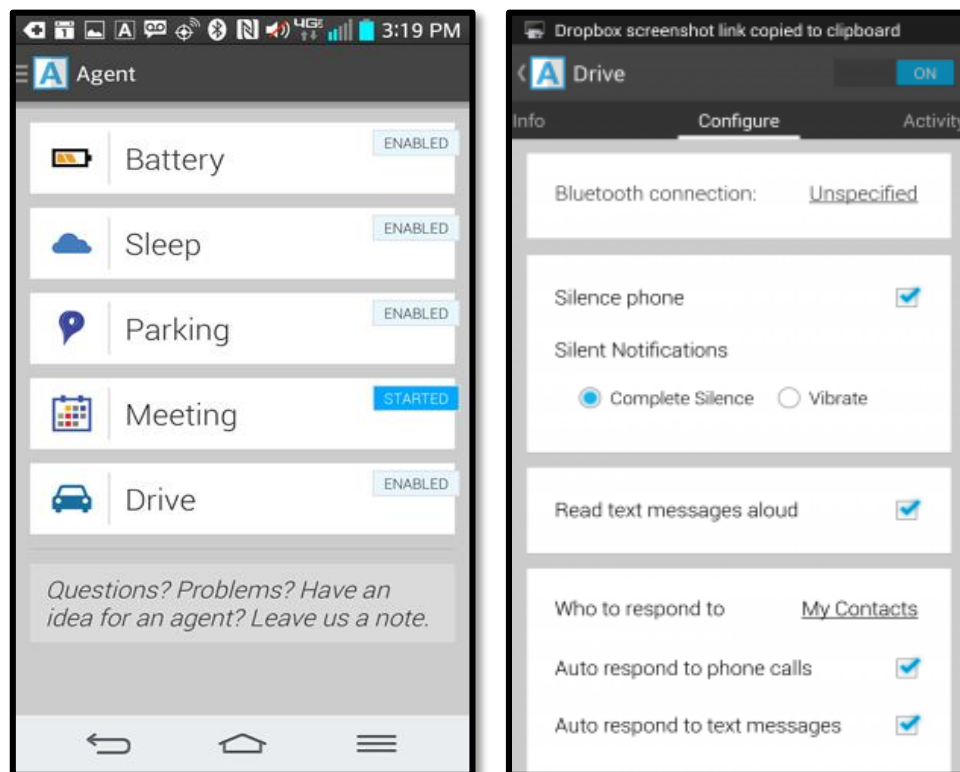 4G 3:19 PM
A Agent
Battery
ENABLED
Sleep
ENABLED
Parking
ENABLED
Meeting
STARTED
Drive
ENABLED
Questions? Problems? Have an
idea for an agent? Leave us a note.
Dropbox screenshot link copied to clipboard
A Drive
ON
Info Configure Activity
Bluetooth connection: Unspecified
Silence phone
Silent Notifications
Complete Silence Vibrate
Read text messages aloud
Who to respond to My Contacts
Auto respond to phone calls
Auto respond to text messages